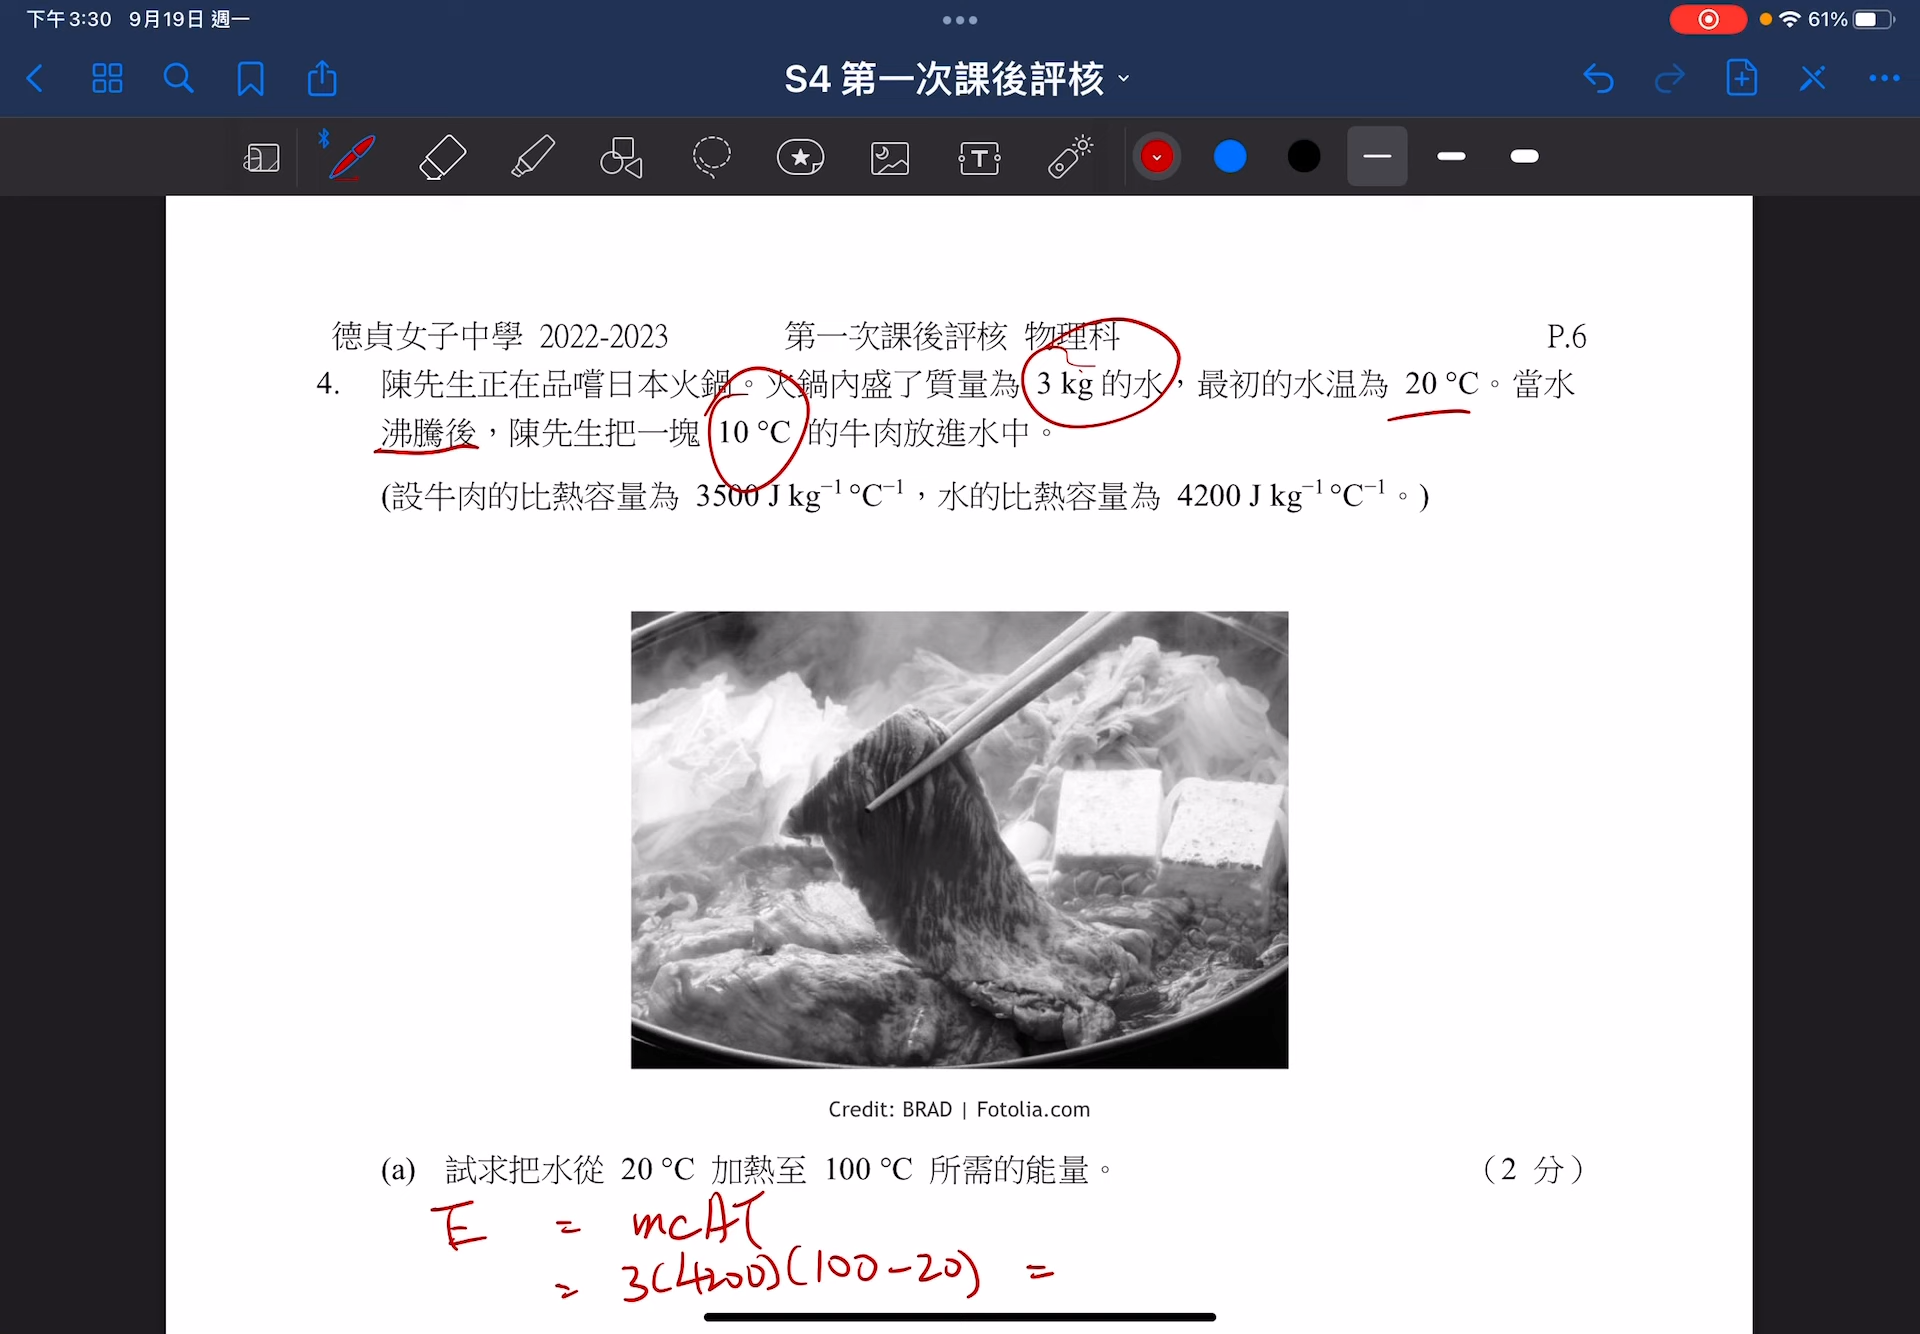 下午3:30 9月19日 週一
61%
S4 第一次課後評核
德貞女子中學 2022-2023 第一次課後評核 物理科 P.6
4. 陳先生正在品嚐日本火鍋。火鍋內盛了質量為 3 kg 的水,最初的水温為 20 °C。當水
沸騰後,陳先生把一塊 10 °C 的牛肉放進水中。
(設牛肉的比熱容量為 3500 J kg⁻¹ °C⁻¹,水的比熱容量為 4200 J kg⁻¹ °C⁻¹。)
Credit: BRAD | Fotolia.com
(a) 試求把水從 20 °C 加熱至 100 °C 所需的能量。 (2 分)
E = mcΔT
= 3(4200)(100-20) =